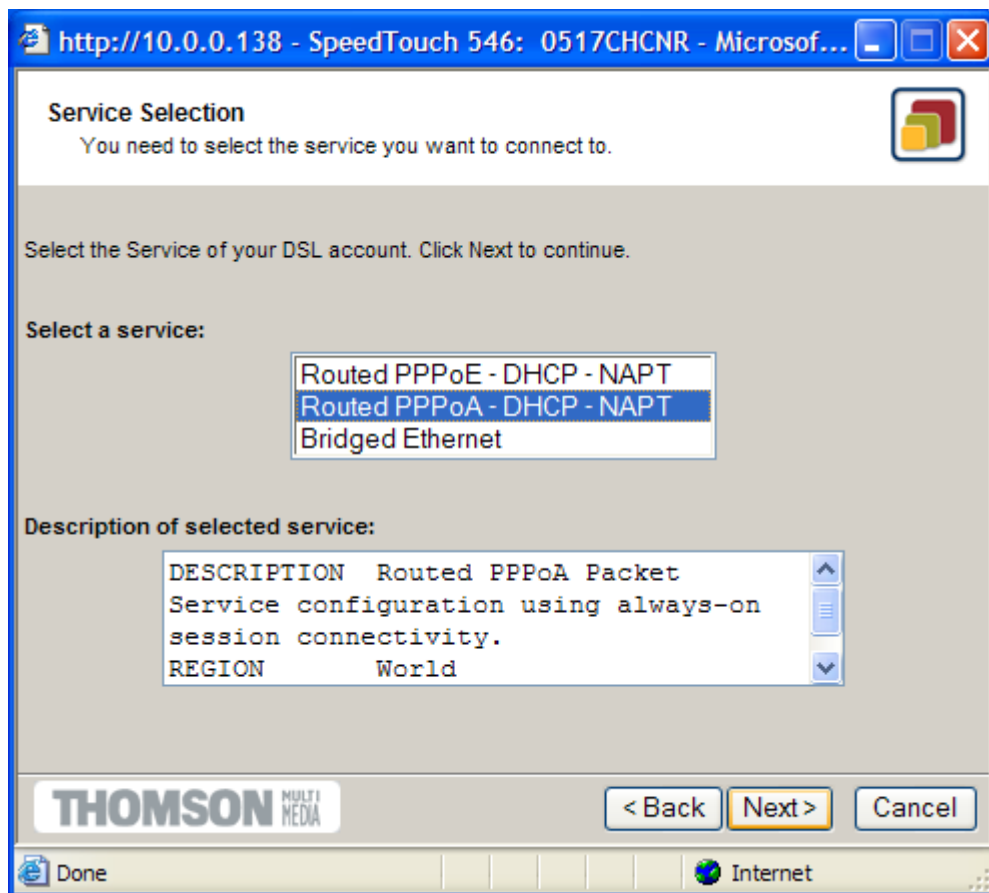 http://10.0.0.138 - SpeedTouch 546:  0517CHCNR - Microsof...
Service Selection
You need to select the service you want to connect to.
Select the Service of your DSL account. Click Next to continue.
Select a service:
Routed PPPoE - DHCP - NAPT
Routed PPPoA - DHCP - NAPT
Bridged Ethernet
Description of selected service:
DESCRIPTION  Routed PPPoA Packet
Service configuration using always-on
session connectivity.
REGION       World
THOMSON MULTI MEDIA
< Back  Next >  Cancel
Done  Internet